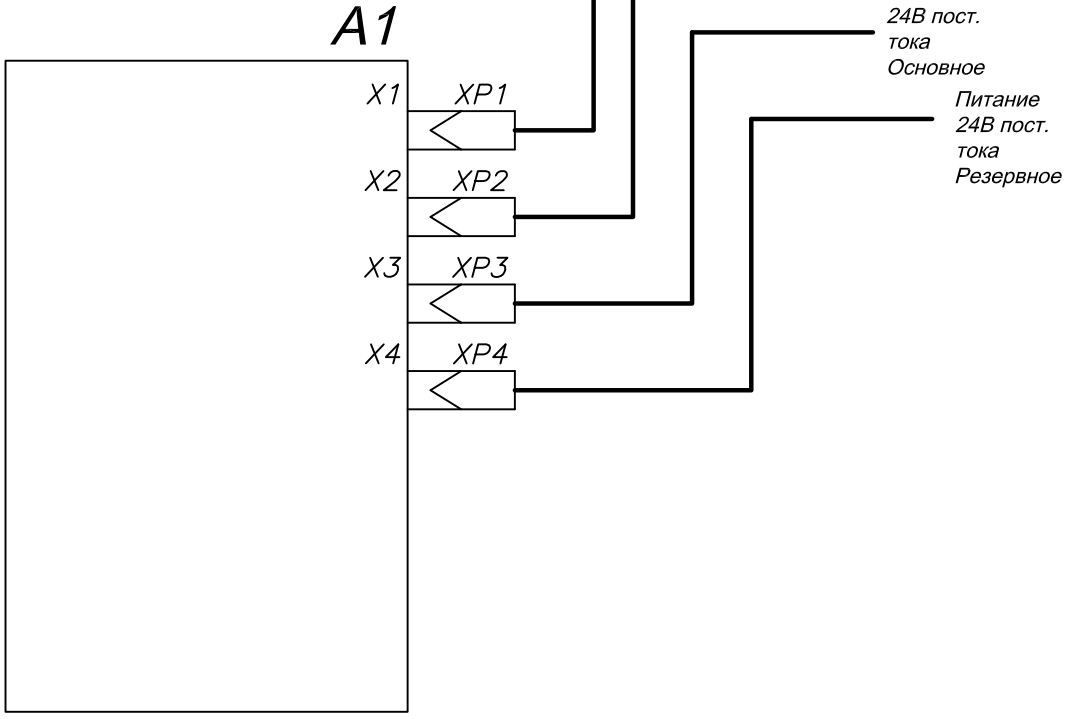 A1
24В пост.
тока
Основное
Питание
24В пост.
тока
Резервное
X1 XP1
X2 XP2
X3 XP3
X4 XP4